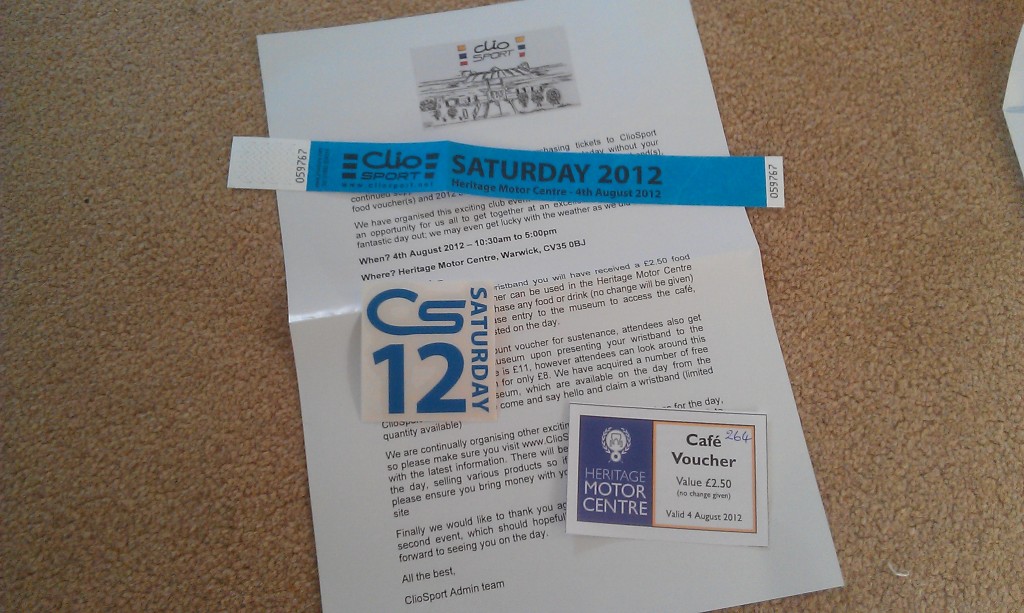 Clio
SPORT
chasing tickets to ClioSport
day without your
059767
Clio
SPORT
www.cliosport.net
SATURDAY 2012
Heritage Motor Centre - 4th August 2012
059767
food voucher(s) and 2012
We have organised this exciting club
an opportunity for us all to get together at an
fantastic day out; we may even get lucky with the weather as we did
When? 4th August 2012 – 10:30am to 5:00pm
Where? Heritage Motor Centre, Warwick, CV35 0BJ
wristband you will have received a £2.50 food
can be used in the Heritage Motor Centre
any food or drink (no change will be given)
entry to the museum to access the café,
on the day.
voucher for sustenance, attendees also get
upon presenting your wristband to the
is £11, however attendees can look around this
for only £8. We have acquired a number of free
which are available on the day from the
come and say hello and claim a wristband (limited
quantity available)
for the day,
CS
12
SATURDAY
We are continually organising other
so please make sure you visit
with the latest information. There will be
the day, selling various products so if
please ensure you bring money with
site
Finally we would like to thank you
second event, which should
forward to seeing you on the day.
All the best,
ClioSport Admin team
HERITAGE
MOTOR
CENTRE
Café
264
Voucher
Value £2.50
(no change given)
Valid 4 August 2012